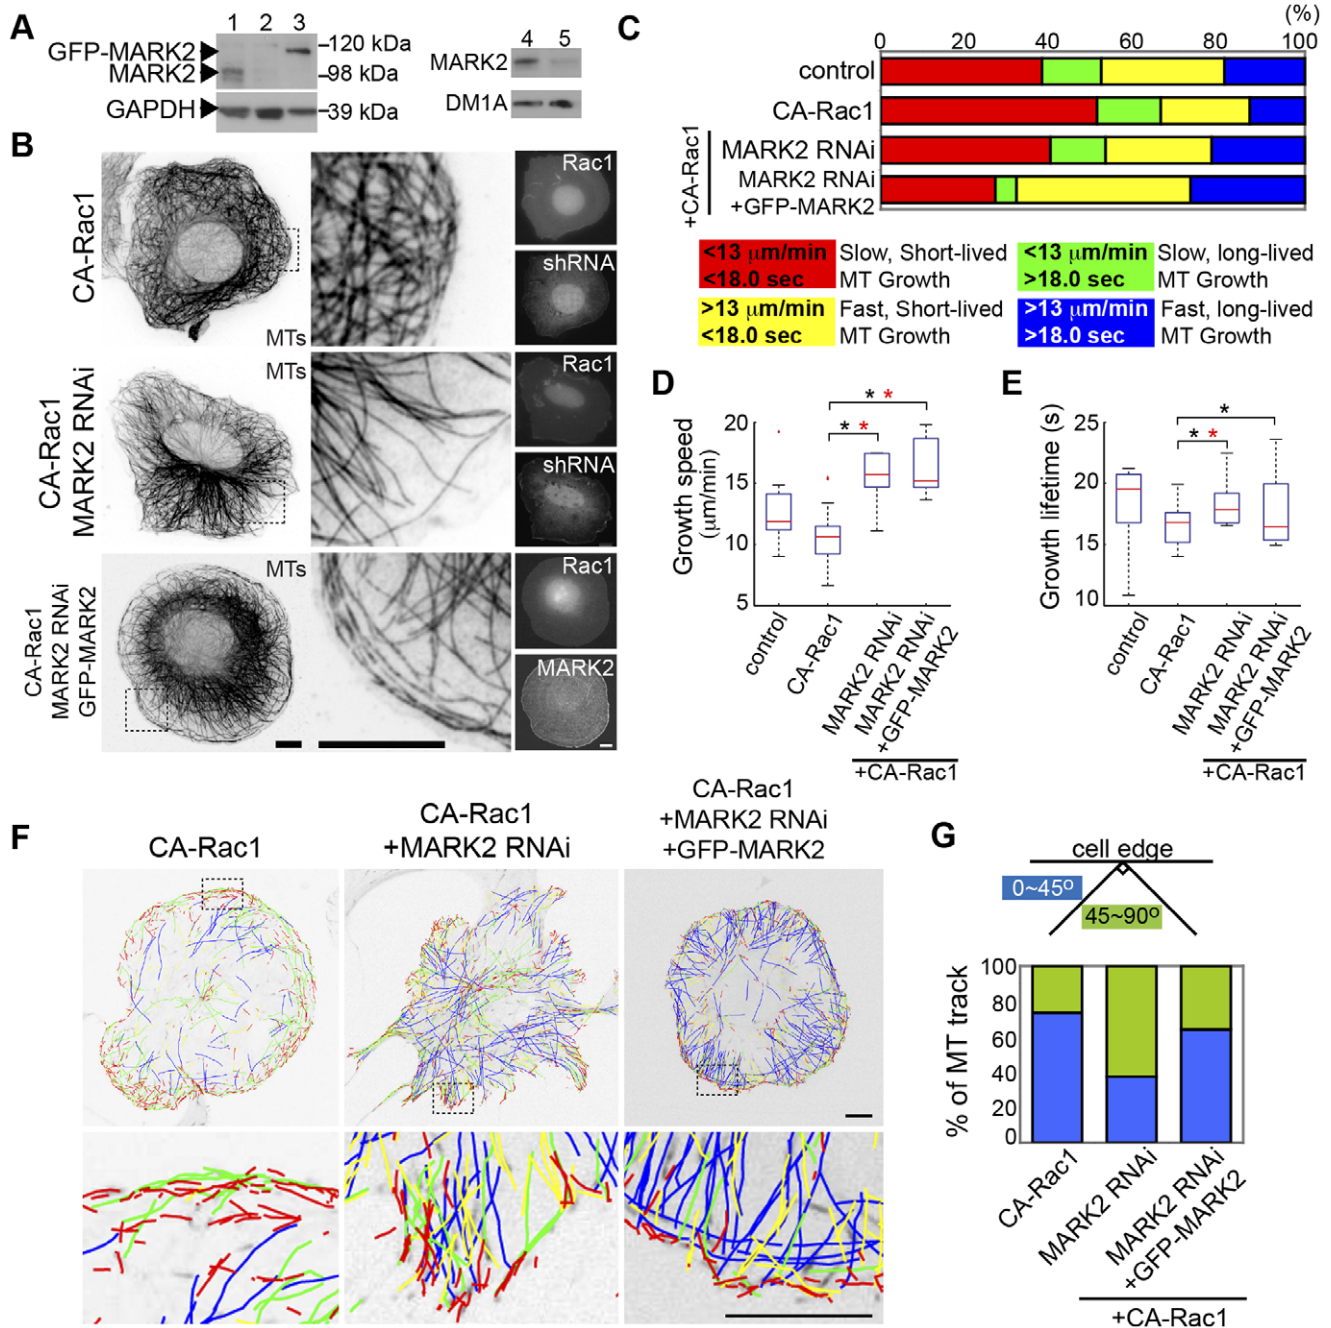 A
1 2 3
GFP-MARK2
MARK2
GAPDH
120 kDa
98 kDa
39 kDa
4 5
MARK2
DM1A
B
CA-Rac1
MTs
Rac1
shRNA
CA-Rac1
MARK2 RNAi
MTs
Rac1
shRNA
CA-Rac1
MARK2 RNAi
GFP-MARK2
MTs
Rac1
MARK2
C
(%)
0 20 40 60 80 100
control
CA-Rac1
+CA-Rac1
MARK2 RNAi
MARK2 RNAi
+GFP-MARK2
<13 µm/min
<18.0 sec
Slow, Short-lived
MT Growth
<13 µm/min
>18.0 sec
Slow, long-lived
MT Growth
>13 µm/min
<18.0 sec
Fast, Short-lived
MT Growth
>13 µm/min
>18.0 sec
Fast, long-lived
MT Growth
D
Growth speed
(µm/min)
20
15
10
5
* *
* *
control
CA-Rac1
MARK2 RNAi
MARK2 RNAi
+GFP-MARK2
+CA-Rac1
E
Growth lifetime (s)
25
20
15
10
*
* *
control
CA-Rac1
MARK2 RNAi
MARK2 RNAi
+GFP-MARK2
+CA-Rac1
F
CA-Rac1
CA-Rac1
+MARK2 RNAi
CA-Rac1
+MARK2 RNAi
+GFP-MARK2
G
cell edge
0~45º
45~90º
% of MT track
100
80
60
40
20
0
CA-Rac1
MARK2 RNAi
MARK2 RNAi
+GFP-MARK2
+CA-Rac1